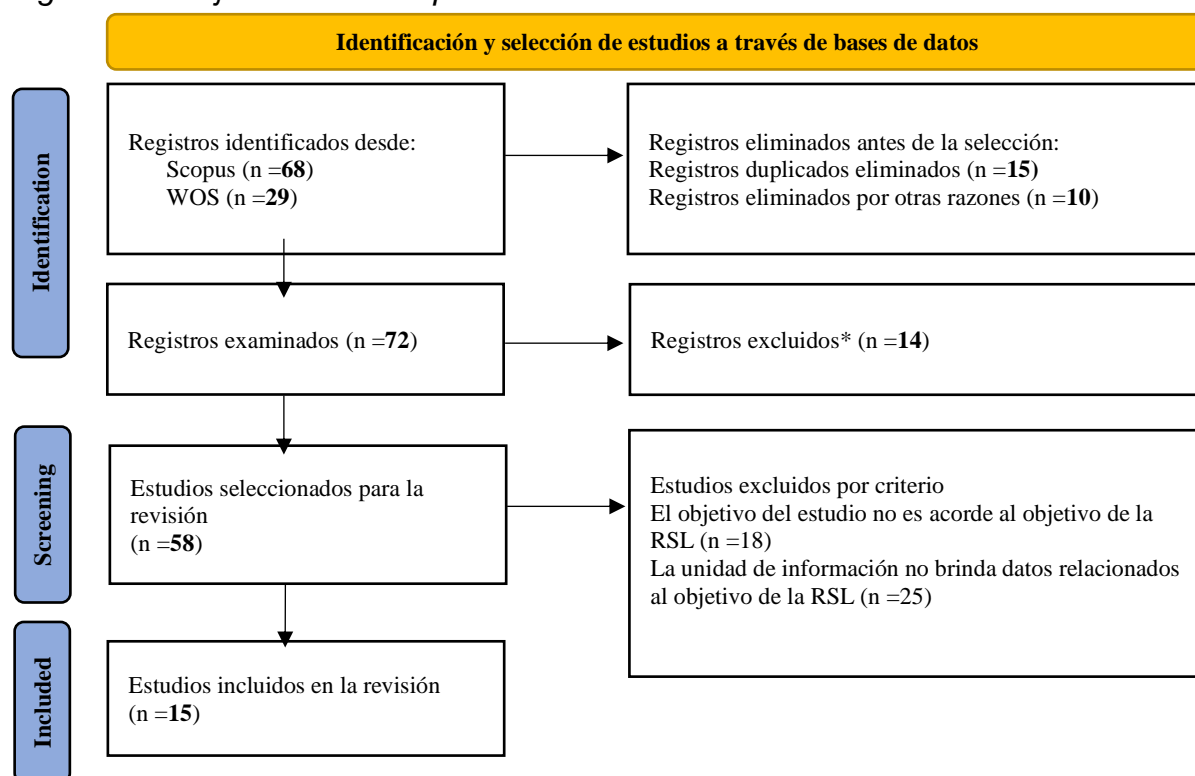 Identificación y selección de estudios a través de bases de datos
Identification
Registros identificados desde:
Scopus (n =68)
WOS (n =29)
Registros eliminados antes de la selección:
Registros duplicados eliminados (n =15)
Registros eliminados por otras razones (n =10)
Registros examinados (n =72)
Registros excluidos* (n =14)
Screening
Estudios seleccionados para la
revisión
(n =58)
Estudios excluidos por criterio
El objetivo del estudio no es acorde al objetivo de la
RSL (n =18)
La unidad de información no brinda datos relacionados
al objetivo de la RSL (n =25)
Included
Estudios incluidos en la revisión
(n =15)